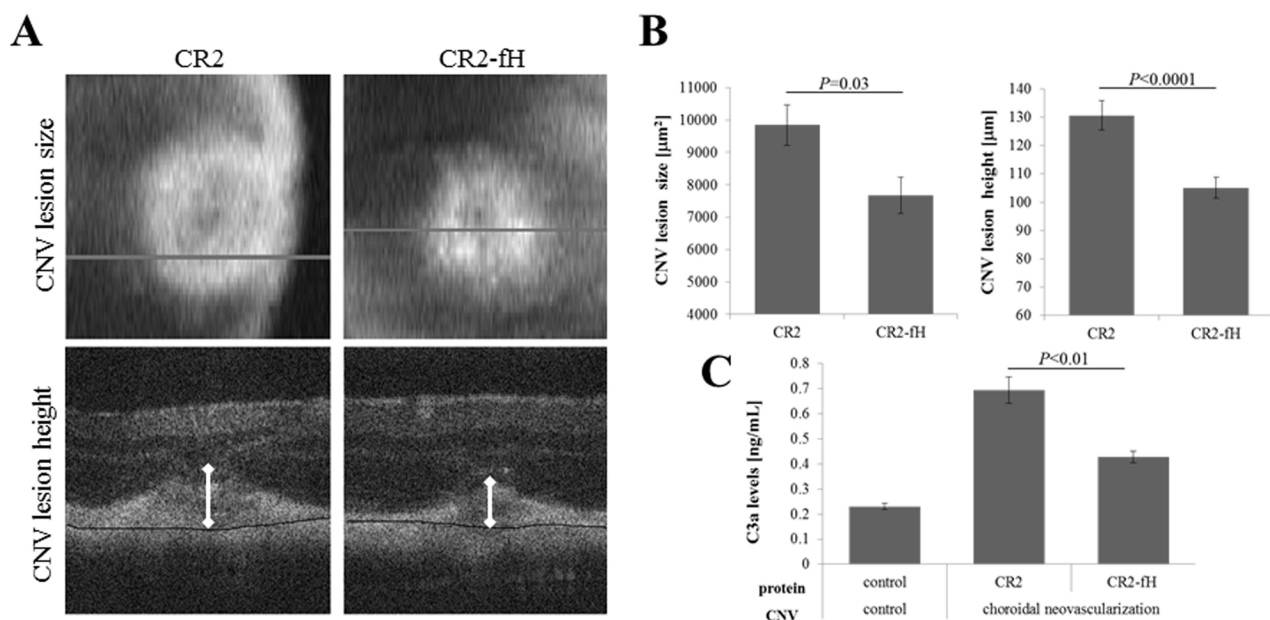 A
CR2
CR2-fH
CNV lesion size
CNV lesion height
B
CNV lesion size [µm²]
11000
10000
9000
8000
7000
6000
5000
4000
P=0.03
CR2
CR2-fH
CNV lesion height [µm]
140
130
120
110
100
90
80
70
60
P<0.0001
CR2
CR2-fH
C
C3a levels [ng/mL]
0.8
0.7
0.6
0.5
0.4
0.3
0.2
0.1
0
P<0.01
protein control CR2 CR2-fH
CNV control choroidal neovascularization